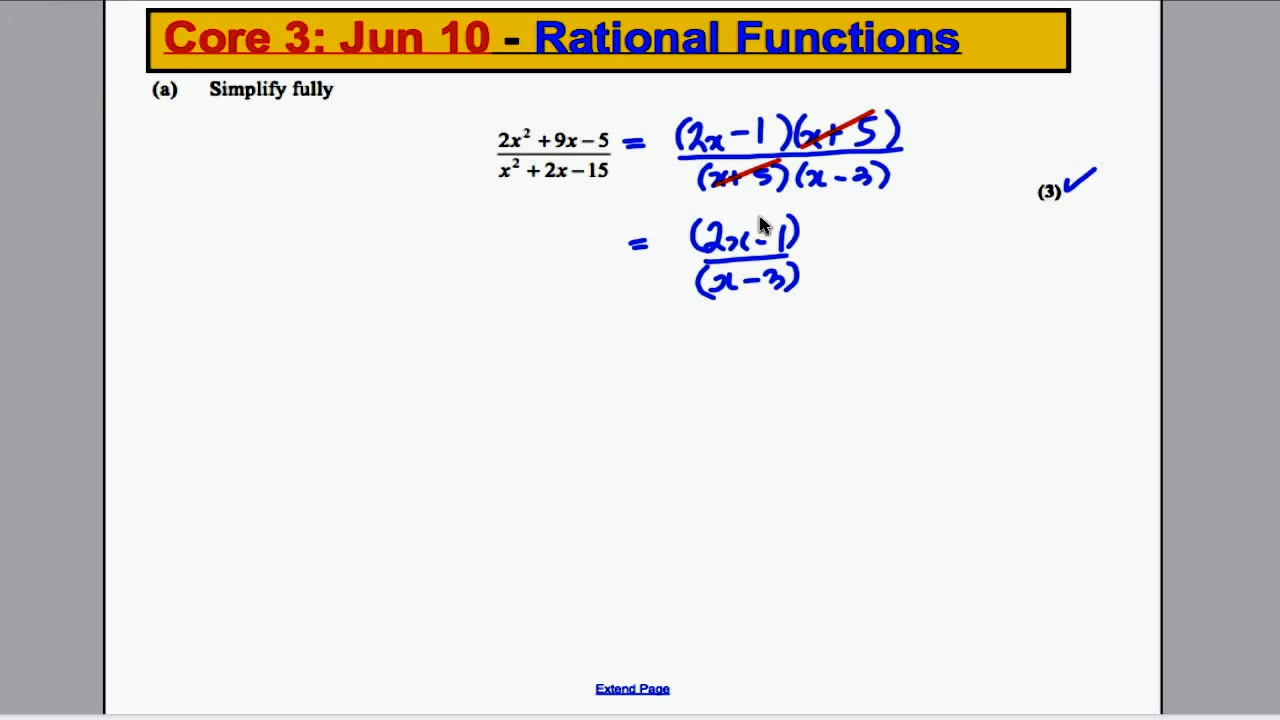 Core 3: Jun 10 - Rational Functions
(a) Simplify fully
2x² + 9x − 5 / x² + 2x − 15 = (2x − 1)(x + 5) / (x + 5)(x − 3)
(3) ✓
= (2x − 1) / (x − 3)
Extend Page